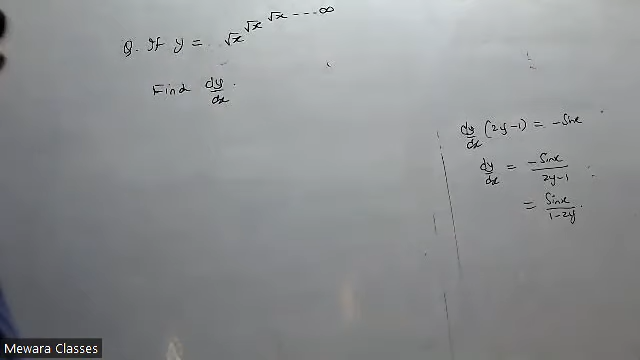 Q. If y = √x^√x^√x----∞
Find dy/dx.
dy/dx (2y-1) = -Sinx
dy/dx = -Sinx/2y-1
= Sinx/1-2y.
Mewara Classes